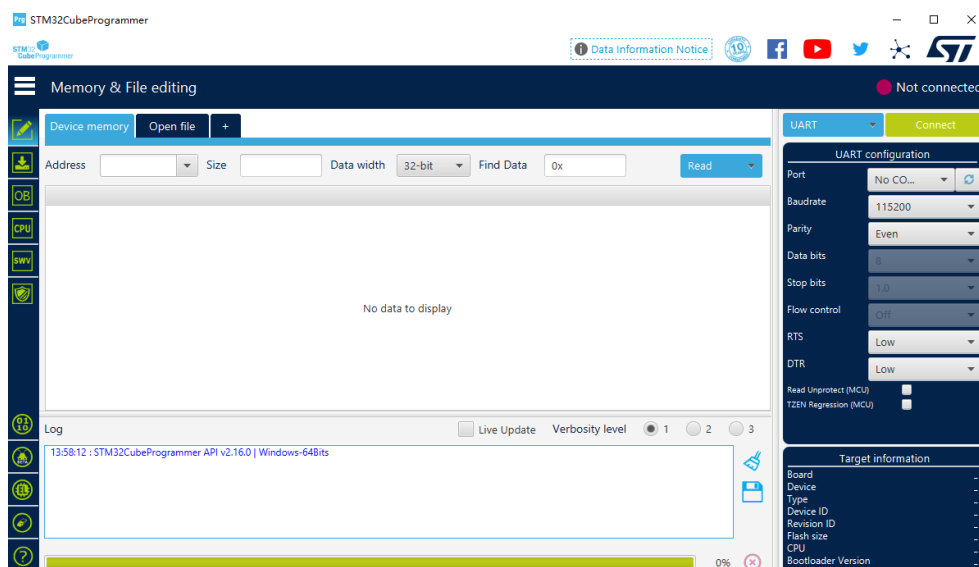 Prg STM32CubeProgrammer
STM32
CubeProgrammer
Data Information Notice
10
Memory & File editing
Not connected
Device memory Open file +
UART Connect
Address Size Data width 32-bit Find Data 0x Read
UART configuration
Port No CO...
Baudrate 115200
Parity Even
Data bits 8
Stop bits 1.0
Flow control Off
RTS Low
DTR Low
Read Unprotect (MCU)
TZEN Regression (MCU)
OB
CPU
SWV
No data to display
Log Live Update Verbosity level 1 2 3
13:58:12 : STM32CubeProgrammer API v2.16.0 | Windows-64Bits
Target information
Board -
Device -
Type -
Device ID -
Revision ID -
Flash size -
CPU -
Bootloader Version -
0%